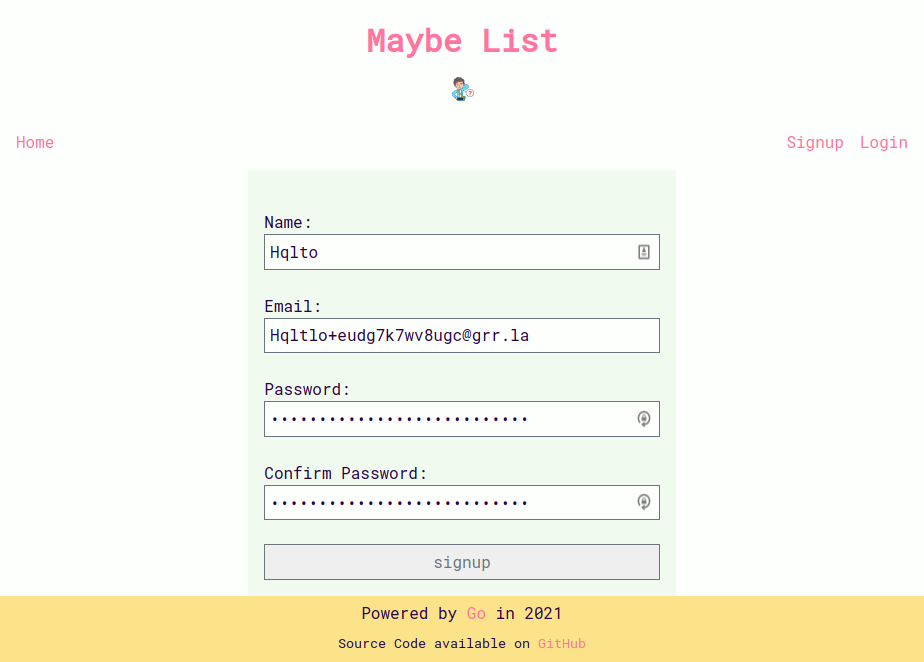 Maybe List
Home Signup Login
Name:
Hqlto
Email:
Hqltlo+eudg7k7wv8ugc@grr.la
Password:
•••••••••••••••••••••••••••
Confirm Password:
•••••••••••••••••••••••••••
signup
Powered by Go in 2021
Source Code available on GitHub